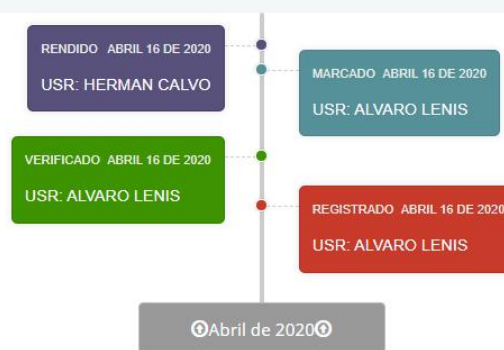 RENDIDO ABRIL 16 DE 2020
USR: HERMAN CALVO
MARCADO ABRIL 16 DE 2020
USR: ALVARO LENIS
VERIFICADO ABRIL 16 DE 2020
USR: ALVARO LENIS
REGISTRADO ABRIL 16 DE 2020
USR: ALVARO LENIS
Abril de 2020